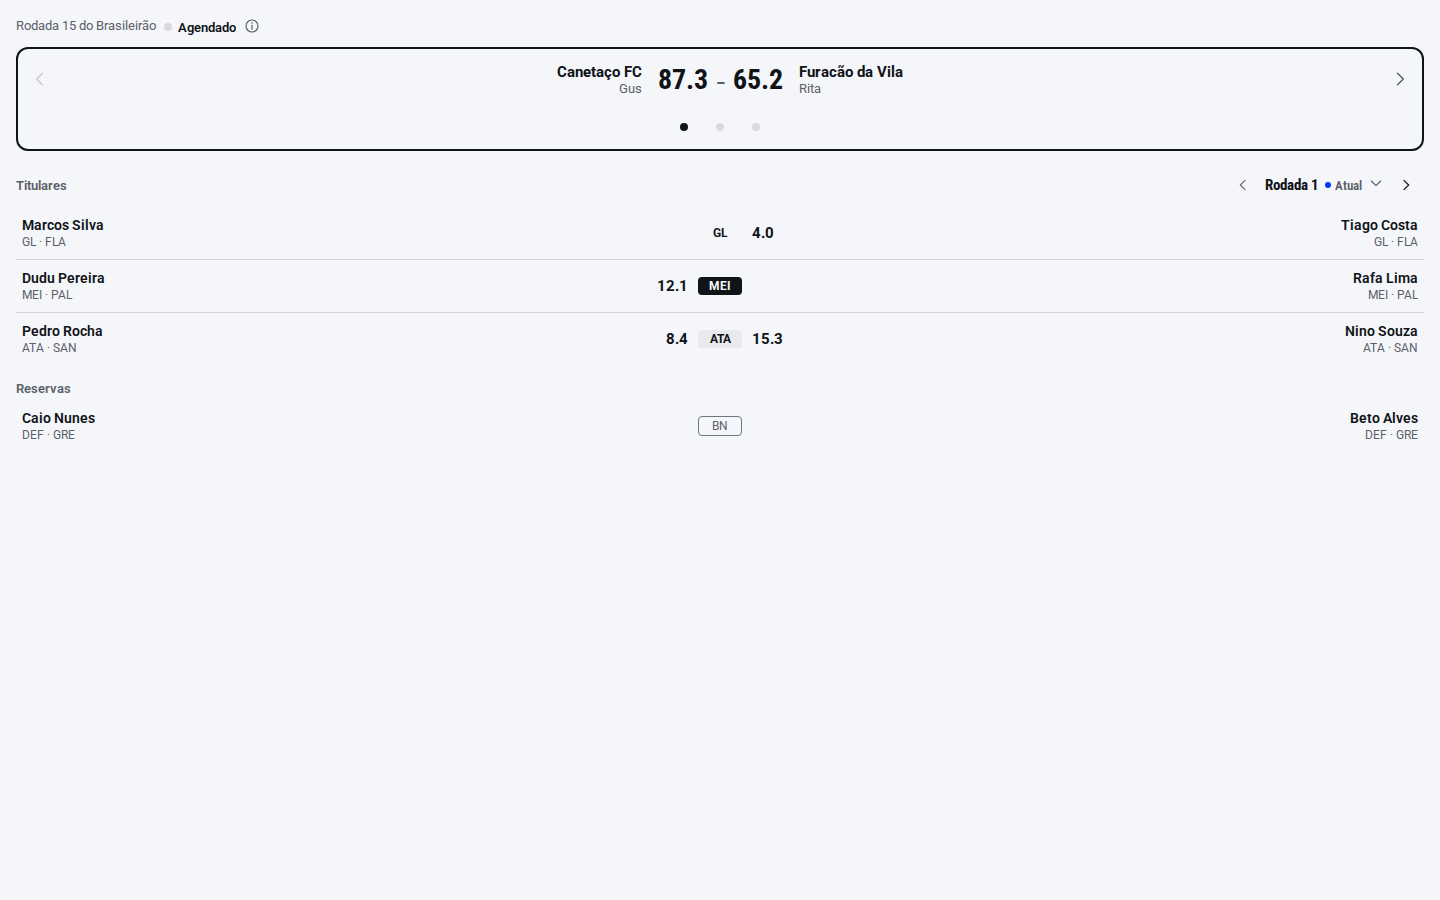 Rodada 15 do Brasileirão Agendado
Canetaço FC 87.3 – 65.2 Furacão da Vila
Gus Rita
Titulares Rodada 1 Atual
Marcos Silva Tiago Costa
GL · FLA GL 4.0 GL · FLA
Dudu Pereira Rafa Lima
MEI · PAL 12.1 MEI MEI · PAL
Pedro Rocha Nino Souza
ATA · SAN 8.4 ATA 15.3 ATA · SAN
Reservas
Caio Nunes Beto Alves
DEF · GRE BN DEF · GRE